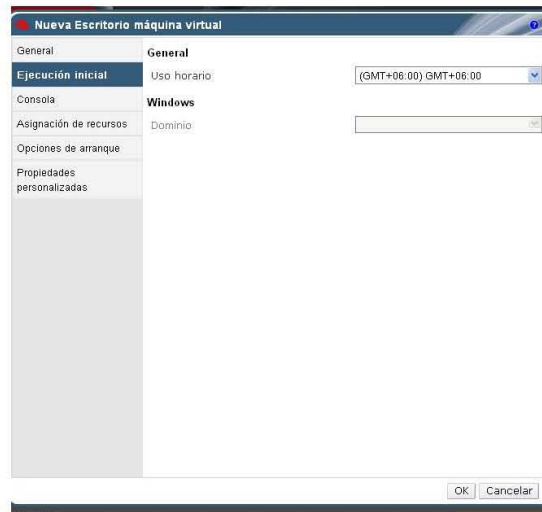 Nueva Escritorio máquina virtual
General
Ejecución inicial
Consola
Asignación de recursos
Opciones de arranque
Propiedades
personalizadas
General
Uso horario
(GMT+06:00) GMT+06:00
Windows
Dominio
OK
Cancelar